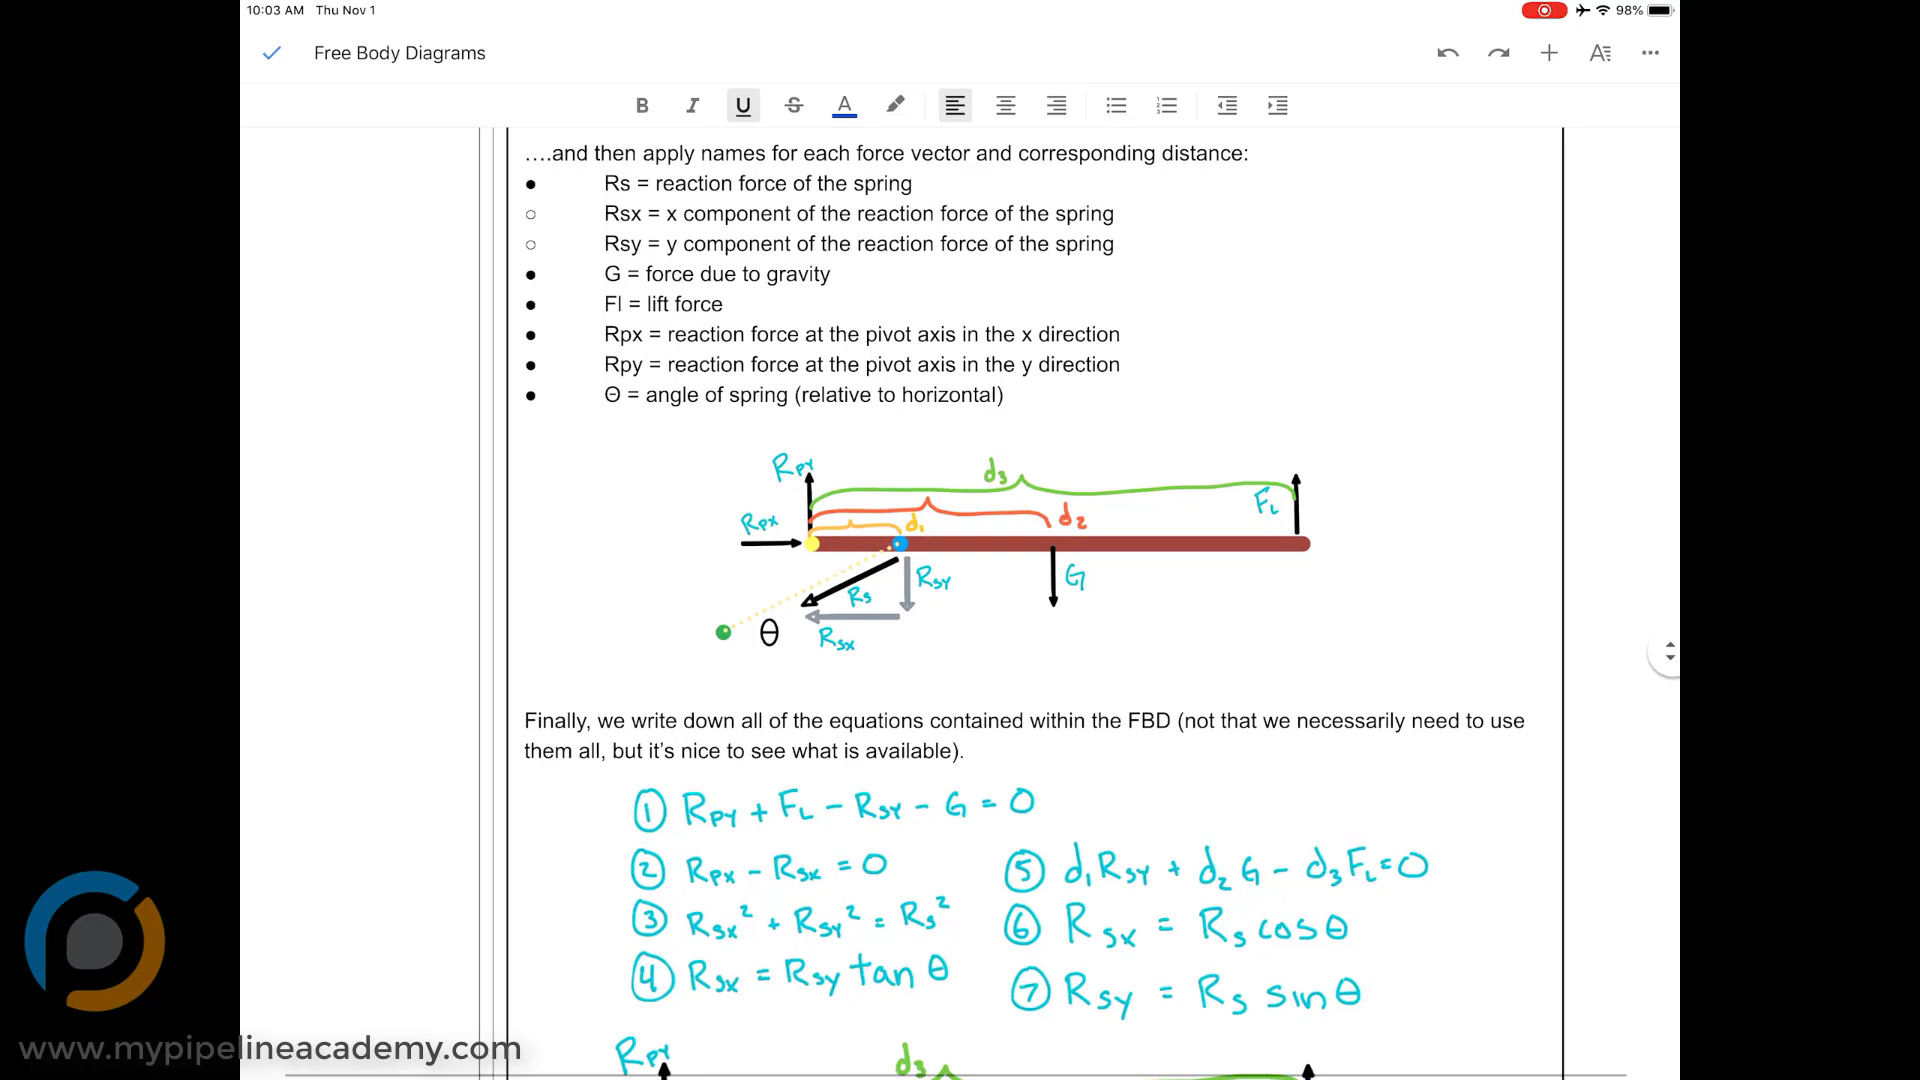 10:03 AM Thu Nov 1
98%
Free Body Diagrams
B I U S A
….and then apply names for each force vector and corresponding distance:
● Rs = reaction force of the spring
○ Rsx = x component of the reaction force of the spring
○ Rsy = y component of the reaction force of the spring
● G = force due to gravity
● Fl = lift force
● Rpx = reaction force at the pivot axis in the x direction
● Rpy = reaction force at the pivot axis in the y direction
● Θ = angle of spring (relative to horizontal)
RPY
d3
FL
RPX
d1
d2
RSY
G
RS
θ
RSX
Finally, we write down all of the equations contained within the FBD (not that we necessarily need to use
them all, but it's nice to see what is available).
① RPY + FL - RSY - G = 0
② RPX - RSX = 0
③ RSX² + RSY² = RS²
④ RSX = RSY tan θ
⑤ d1RSY + d2G - d3FL = 0
⑥ RSX = RS cos θ
⑦ RSY = RS sin θ
RPY
d3
www.mypipelineacademy.com